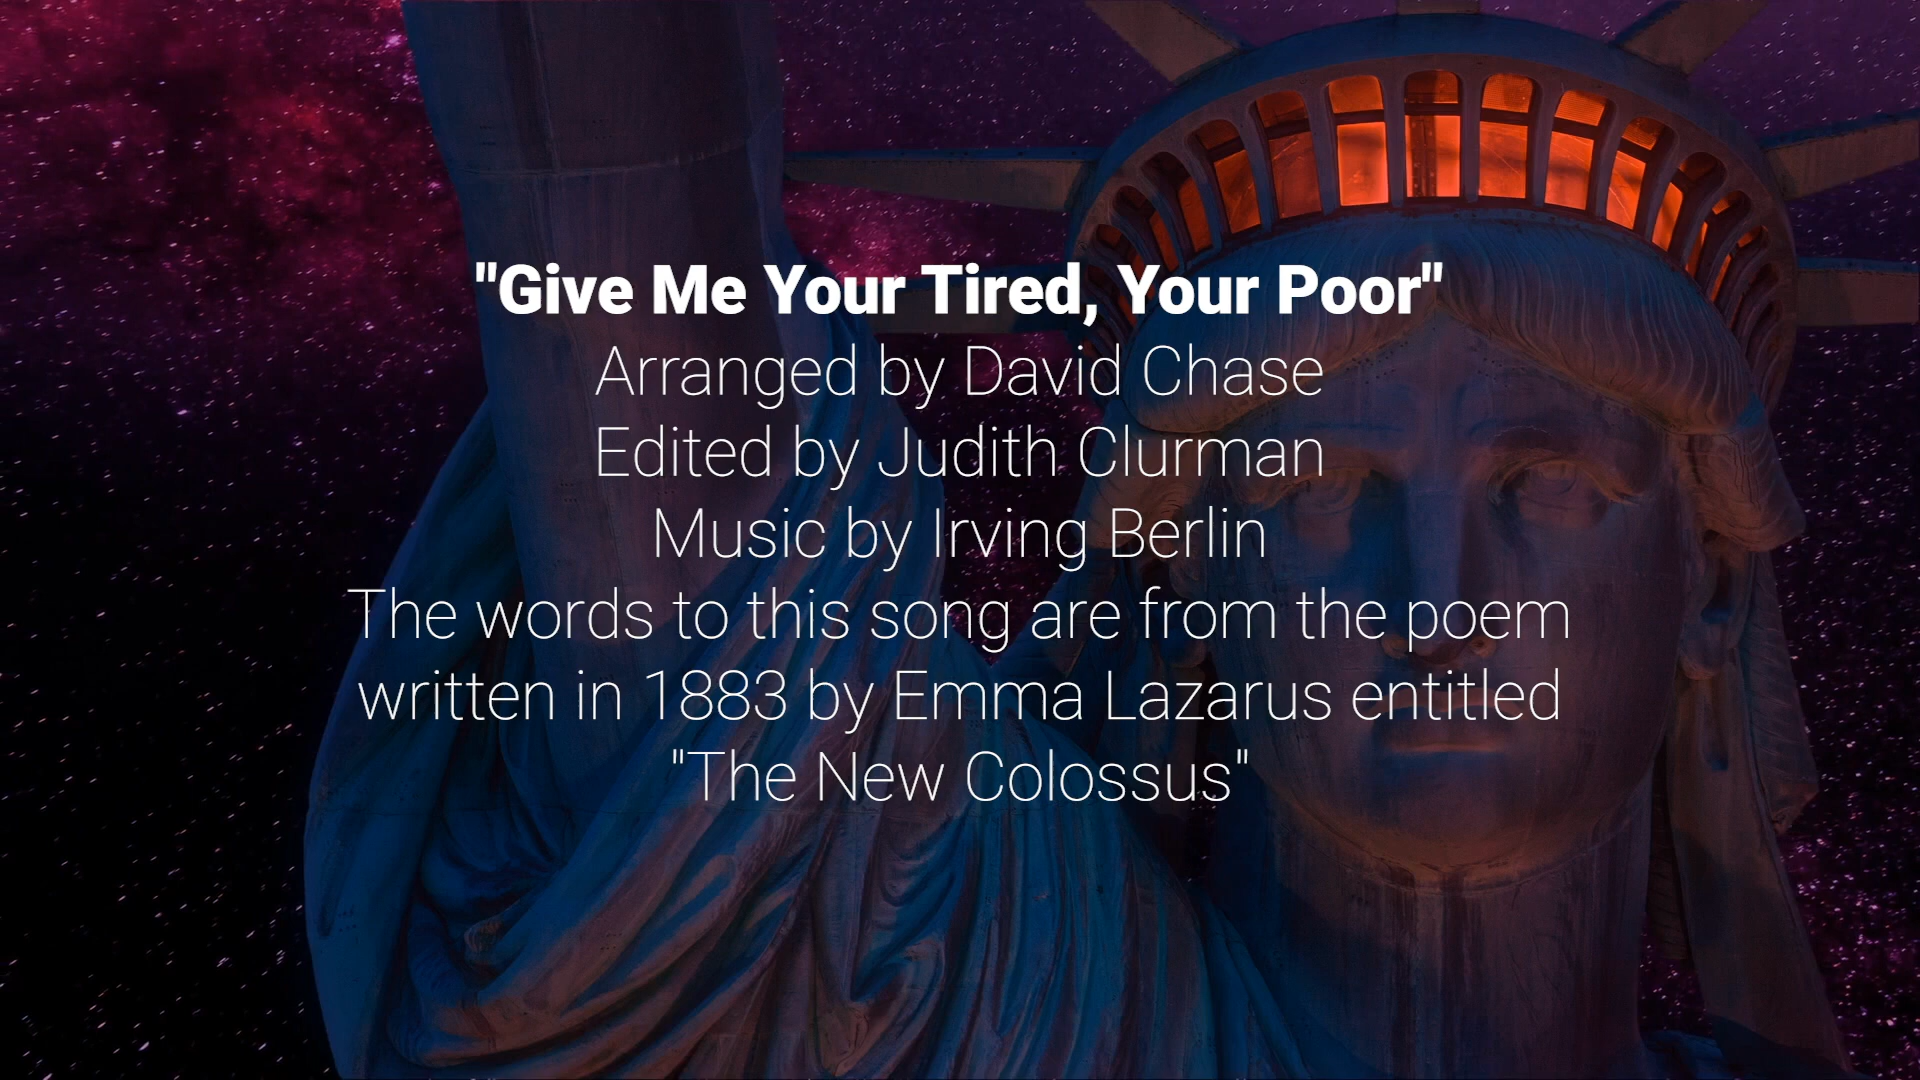 "Give Me Your Tired, Your Poor"
Arranged by David Chase
Edited by Judith Clurman
Music by Irving Berlin
The words to this song are from the poem
written in 1883 by Emma Lazarus entitled
"The New Colossus"